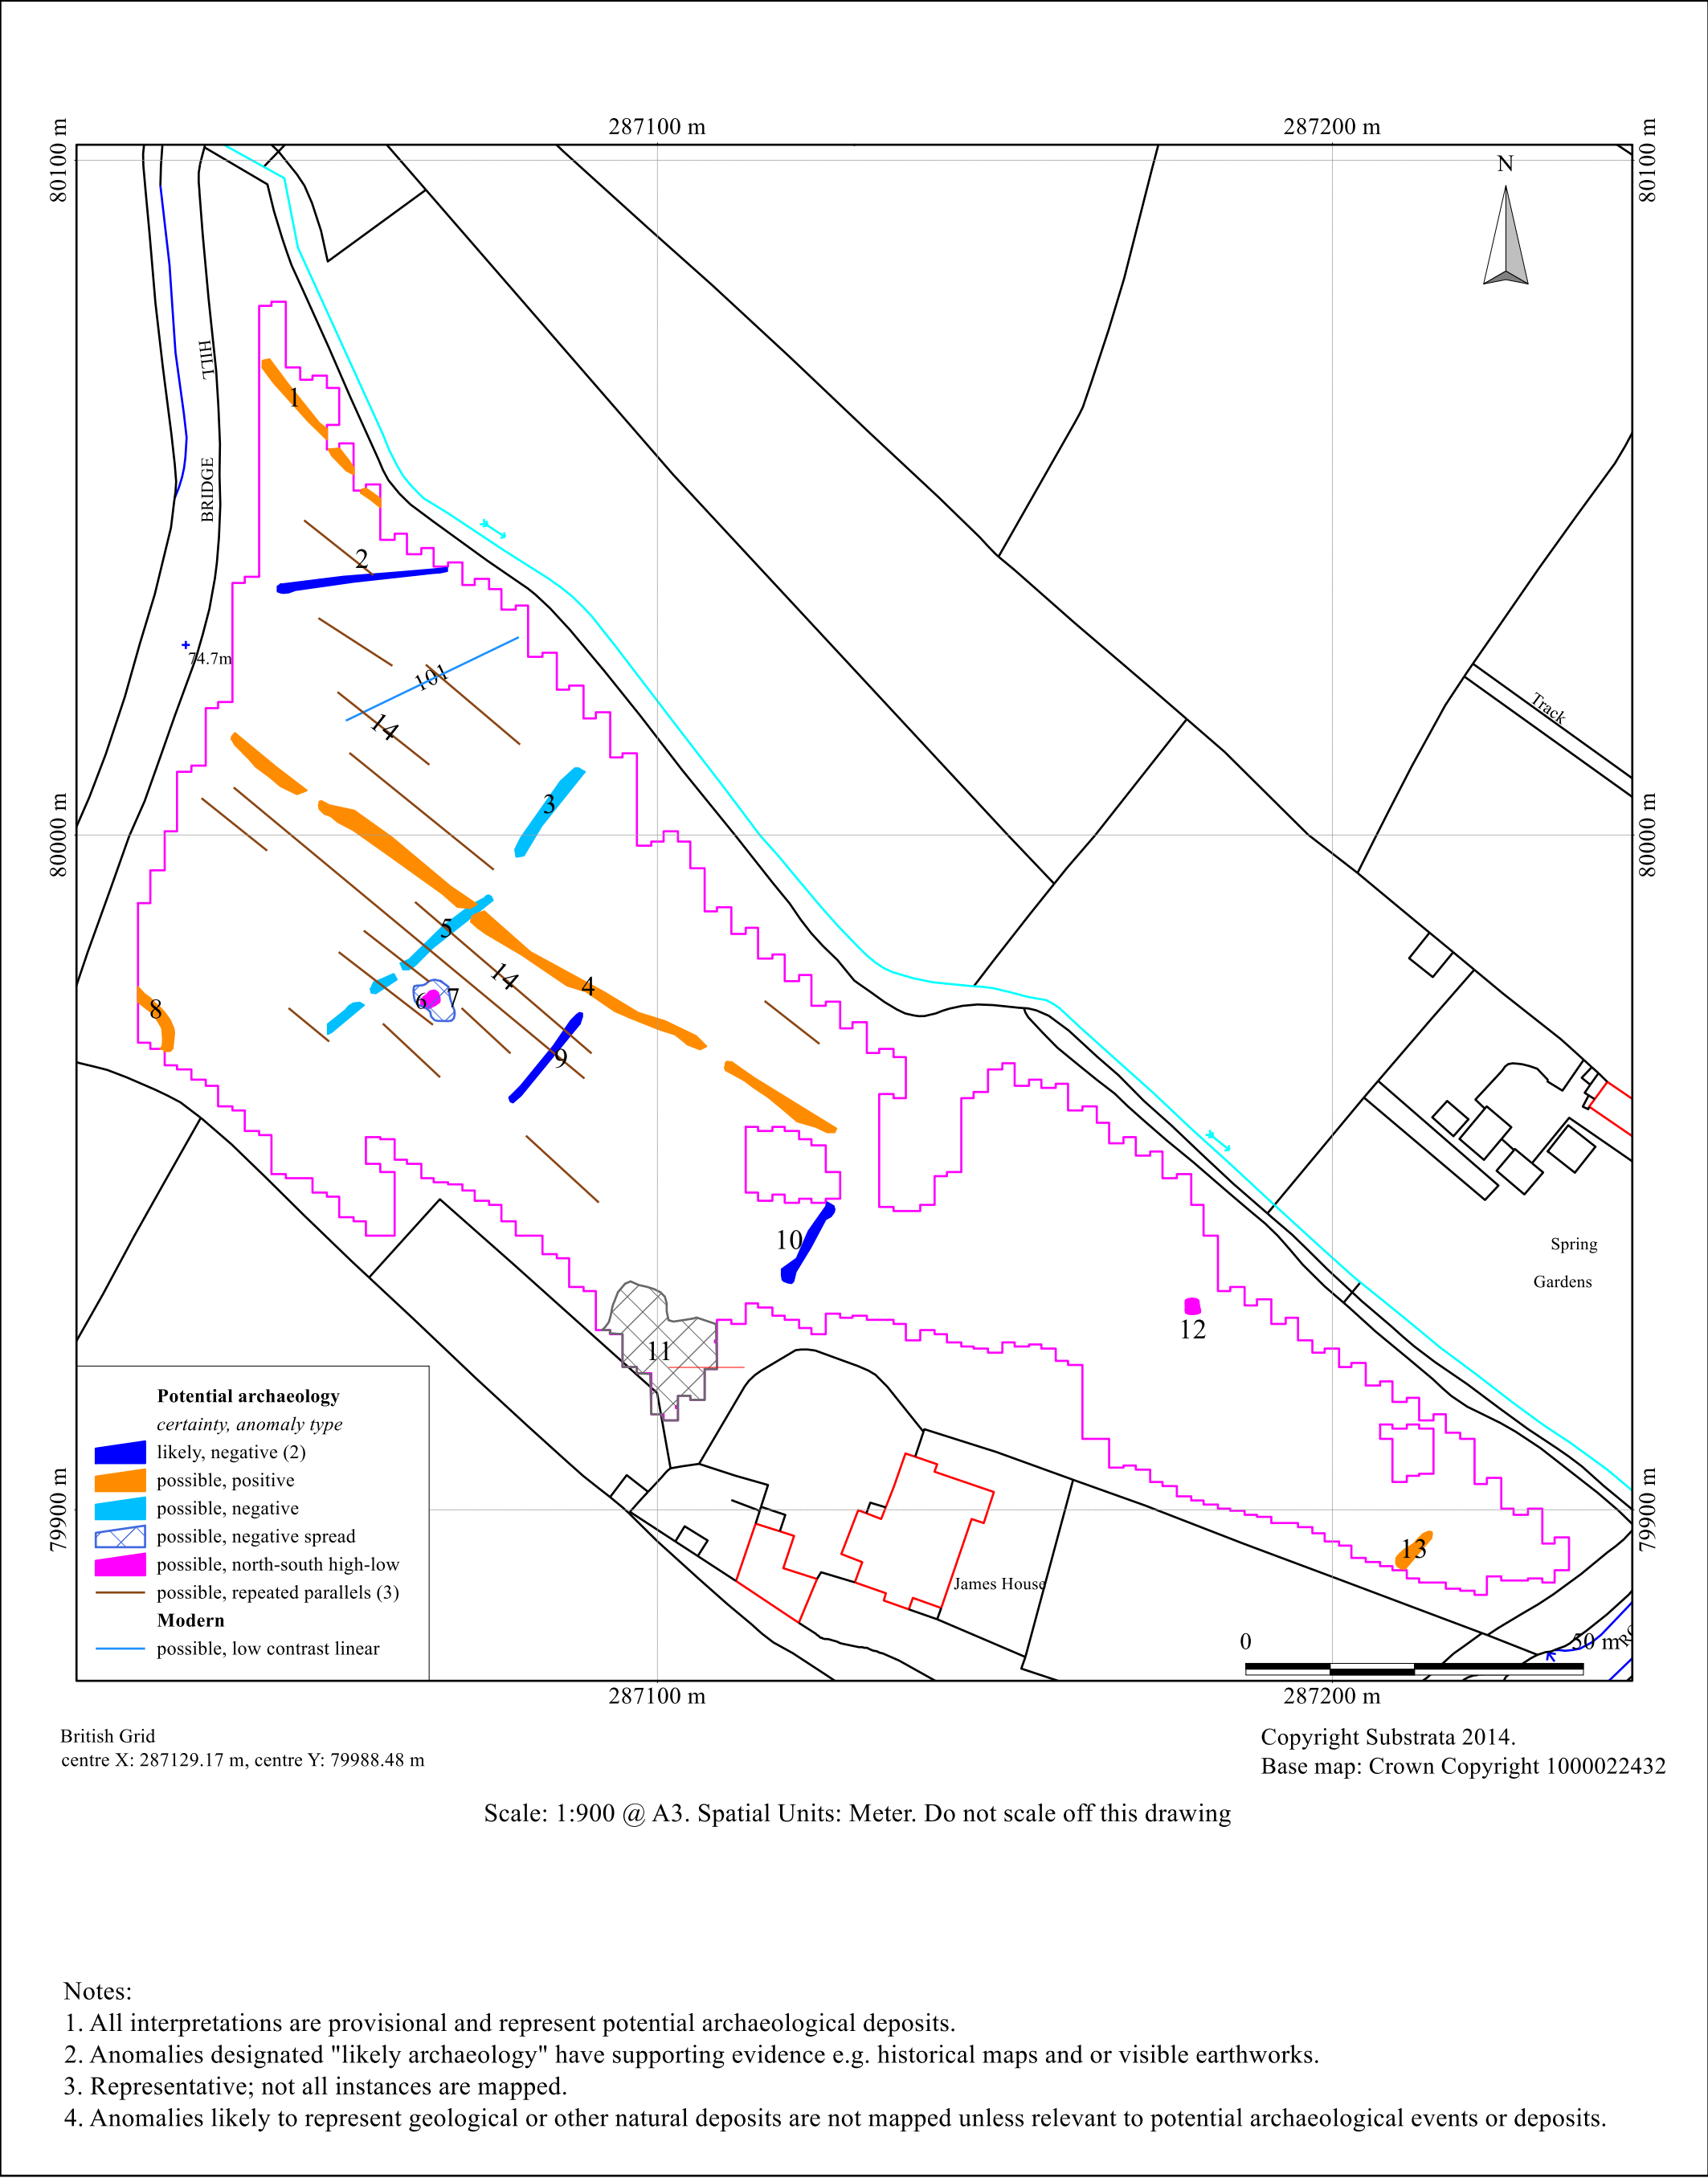 287100 m
287200 m
80100 m
80100 m
N
HILL
1
BRIDGE
2
74.7m
101
14
Track
3
80000 m
80000 m
5
14
4
6
7
8
9
10
Spring
Gardens
12
11
Potential archaeology
certainty, anomaly type
likely, negative (2)
possible, positive
possible, negative
possible, negative spread
possible, north-south high-low
possible, repeated parallels (3)
Modern
possible, low contrast linear
79900 m
79900 m
13
James House
0
50 m
287100 m
287200 m
British Grid
centre X: 287129.17 m, centre Y: 79988.48 m
Copyright Substrata 2014.
Base map: Crown Copyright 1000022432
Scale: 1:900 @ A3. Spatial Units: Meter. Do not scale off this drawing
Notes:
1. All interpretations are provisional and represent potential archaeological deposits.
2. Anomalies designated "likely archaeology" have supporting evidence e.g. historical maps and or visible earthworks.
3. Representative; not all instances are mapped.
4. Anomalies likely to represent geological or other natural deposits are not mapped unless relevant to potential archaeological events or deposits.